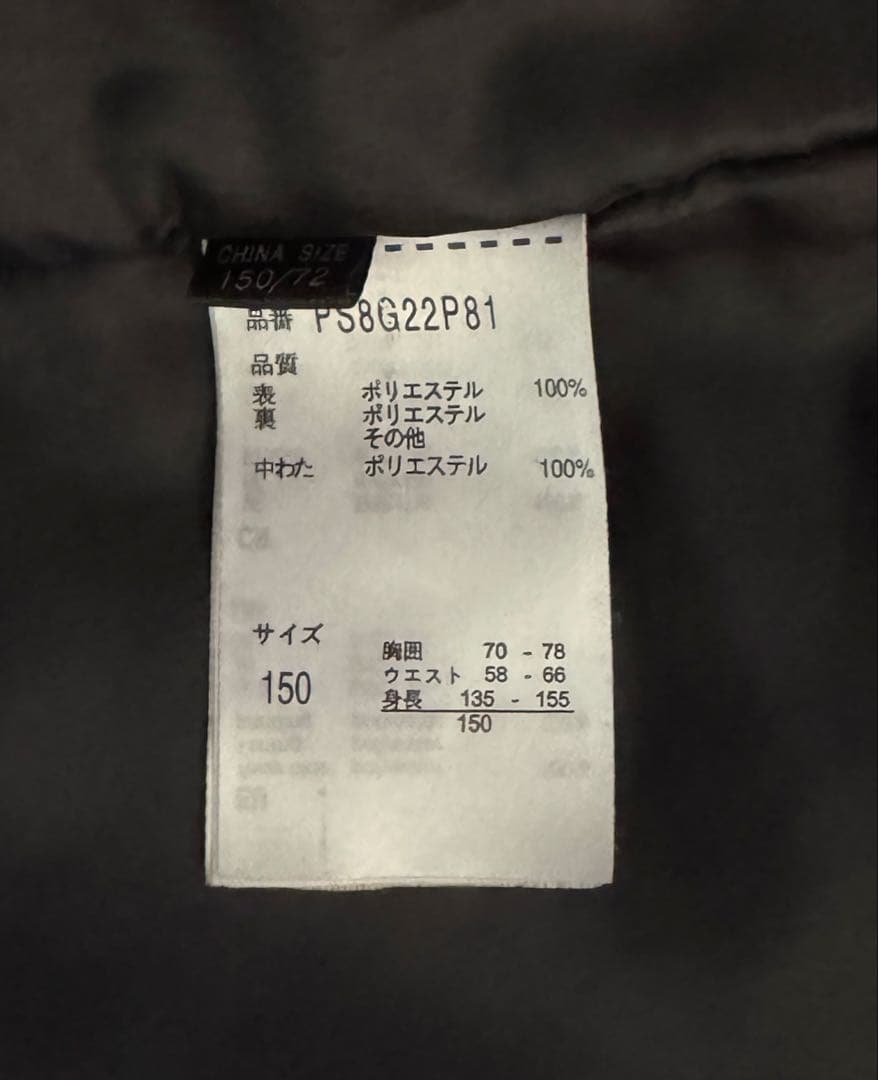 CHINA SIZE
150/72
品番 PS8G22P81
品質
表 ポリエステル 100%
裏 ポリエステル
その他
中わた ポリエステル 100%
サイズ
150
胸囲 70 - 78
ウエスト 58 - 66
身長 135 - 155
150